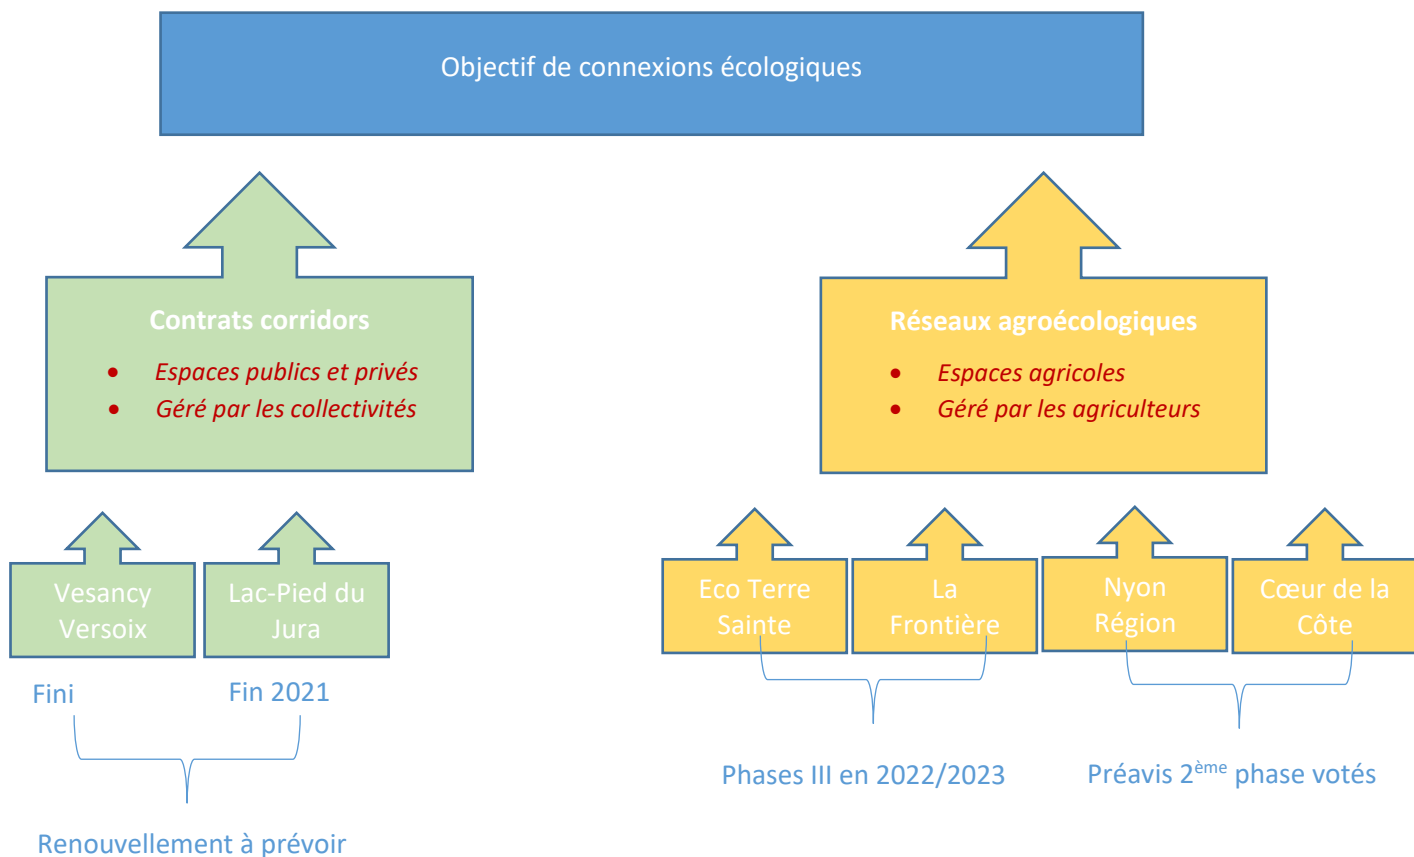 Objectif de connexions écologiques
Contrats corridors
• Espaces publics et privés
• Géré par les collectivités
Réseaux agroécologiques
• Espaces agricoles
• Géré par les agriculteurs
Vesancy
Versoix
Lac-Pied du
Jura
Eco Terre
Sainte
La
Frontière
Nyon
Région
Cœur de la
Côte
Fini
Fin 2021
Phases III en 2022/2023
Préavis 2ème phase votés
Renouvellement à prévoir